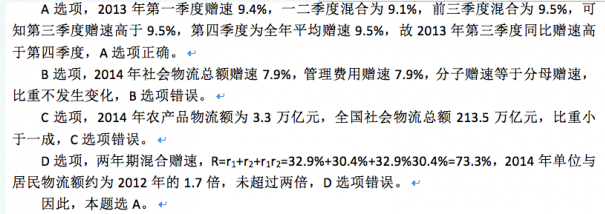 A 选项，2013 年第一季度赠速 9.4%，一二季度混合为 9.1%，前三季度混合为 9.5%，可
知第三季度赠速高于 9.5%，第四季度为全年平均赠速 9.5%，故 2013 年第三季度同比赠速高
于第四季度，A 选项正确。
B 选项，2014 年社会物流总额赠速 7.9%，管理费用赠速 7.9%，分子赠速等于分母赠速，
比重不发生变化，B 选项错误。
C 选项，2014 年农产品物流额为 3.3 万亿元，全国社会物流总额 213.5 万亿元，比重小
于一成，C 选项错误。
D 选项，两年期混合赠速，R=r₁+r₂+r₁r₂=32.9%+30.4%+32.9%30.4%=73.3%，2014 年单位与
居民物流额约为 2012 年的 1.7 倍，未超过两倍，D 选项错误。
因此，本题选 A。